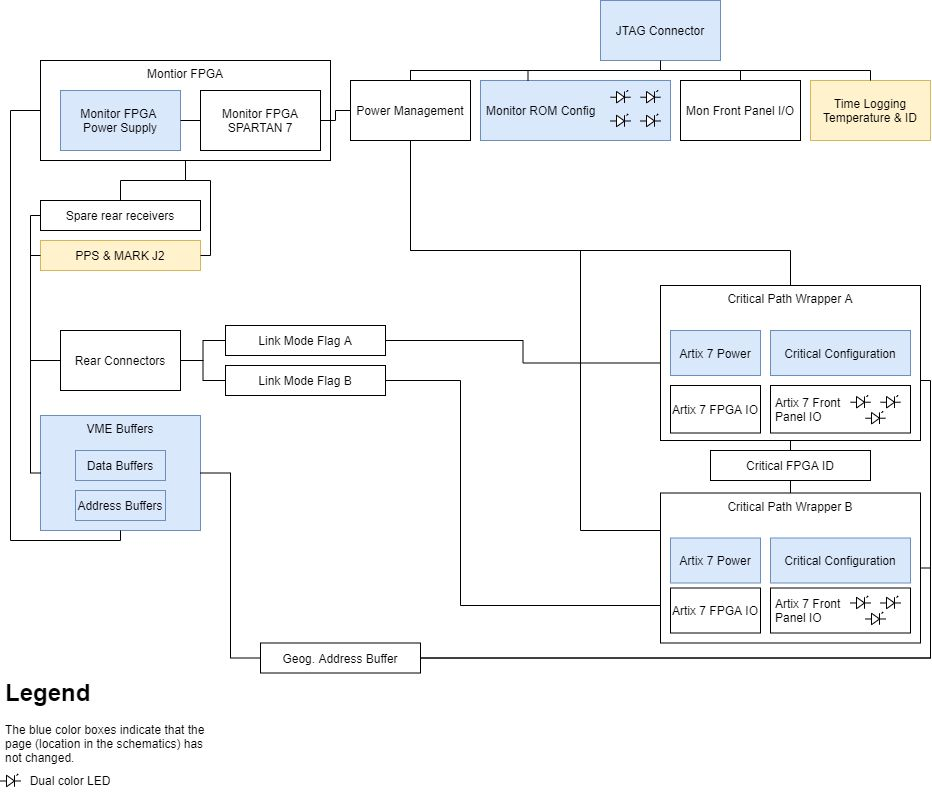 JTAG Connector
Montior FPGA
Monitor FPGA
Power Supply
Monitor FPGA
SPARTAN 7
Power Management
Monitor ROM Config
Mon Front Panel I/O
Time Logging
Temperature & ID
Spare rear receivers
PPS & MARK J2
Rear Connectors
Link Mode Flag A
Link Mode Flag B
VME Buffers
Data Buffers
Address Buffers
Critical Path Wrapper A
Artix 7 Power
Critical Configuration
Artix 7 FPGA IO
Artix 7 Front
Panel IO
Critical FPGA ID
Critical Path Wrapper B
Artix 7 Power
Critical Configuration
Artix 7 FPGA IO
Artix 7 Front
Panel IO
Geog. Address Buffer
Legend
The blue color boxes indicate that the
page (location in the schematics) has
not changed.
Dual color LED